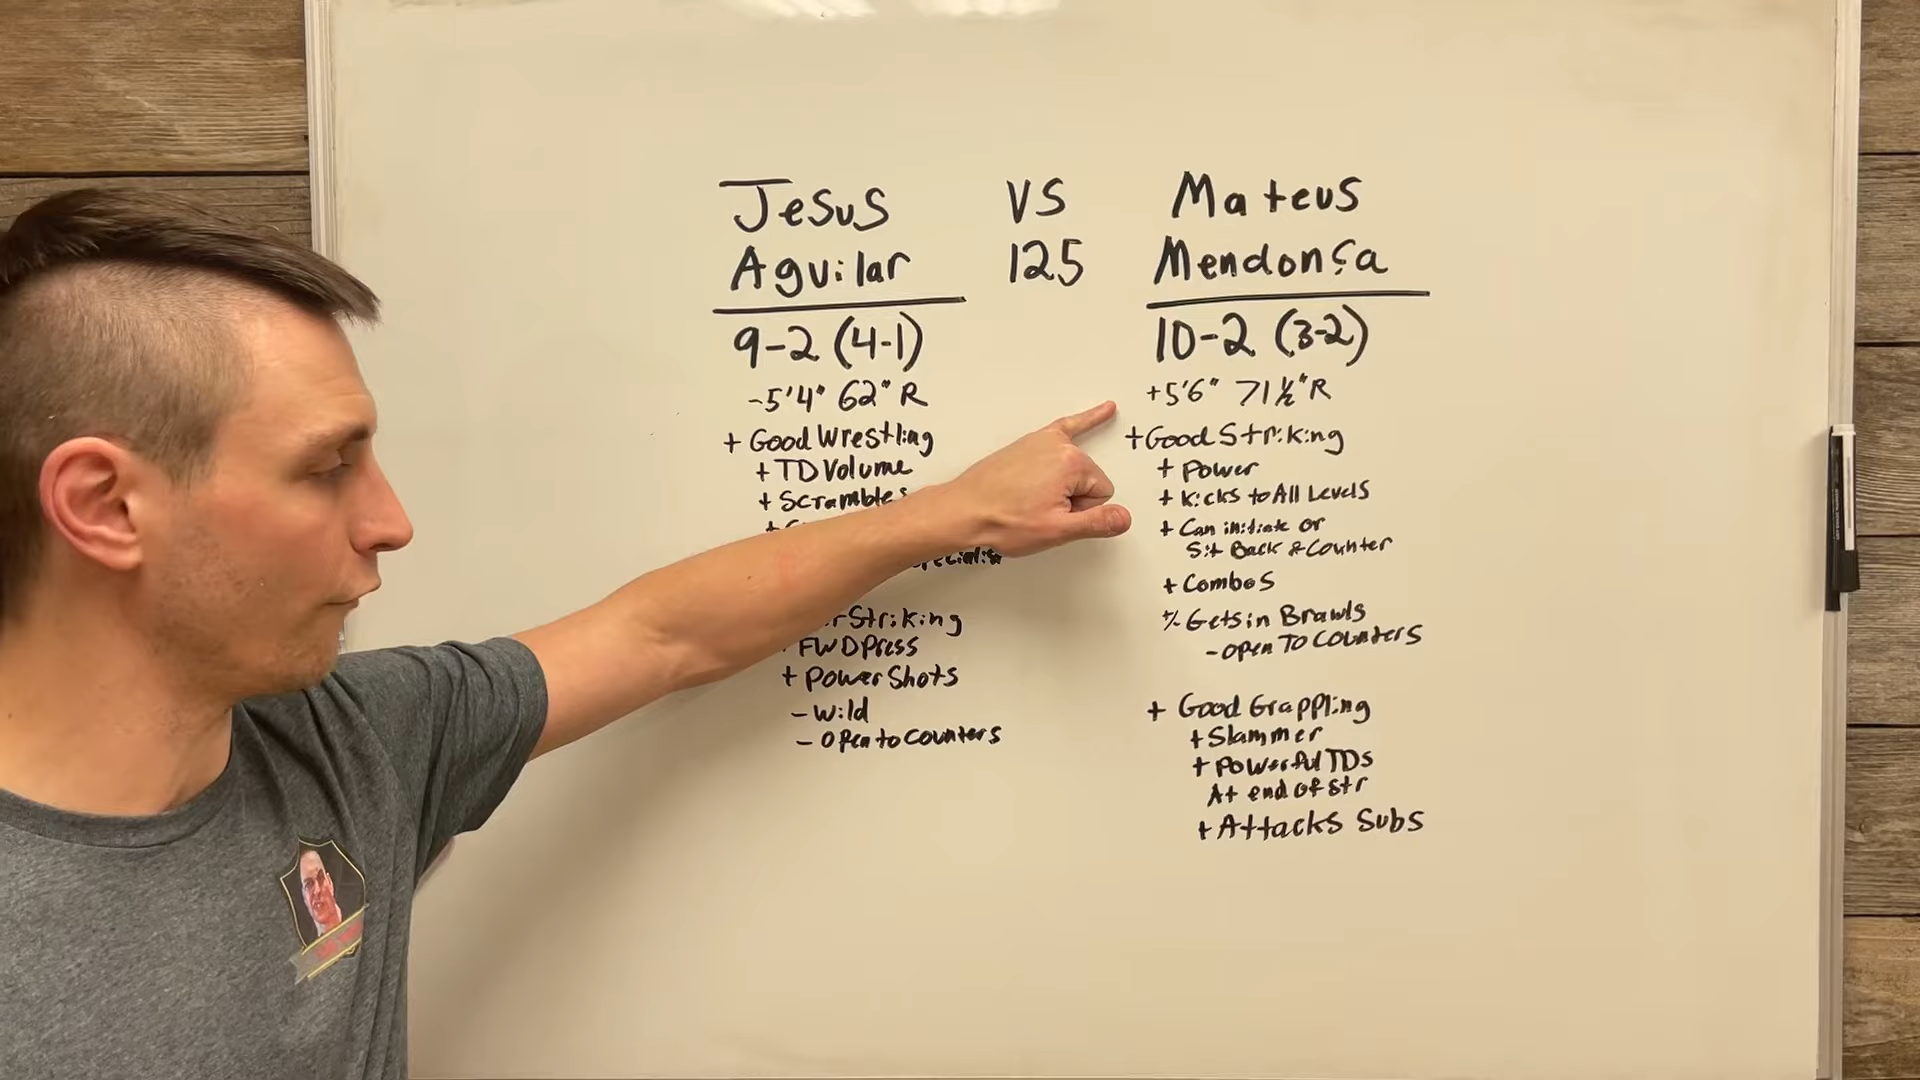 Jesus
Aguilar
VS
125
Mateus
Mendonça
9-2 (4-1)
-5'4" 62" R
+ Good Wrestling
+ TD Volume
+ Scrambles
Striking
FWD Press
+ Power Shots
- Wild
- Open to Counters
10-2 (3-2)
+5'6" 71½" R
+Good Striking
+ Power
+ Kicks to All Levels
+ Can initiate or
Sit Back & Counter
+ Combos
+/- Gets in Brawls
- Open To Counters
+ Good Grappling
+ Slammer
+ Powerful TDs
At end of Str
+ Attacks Subs